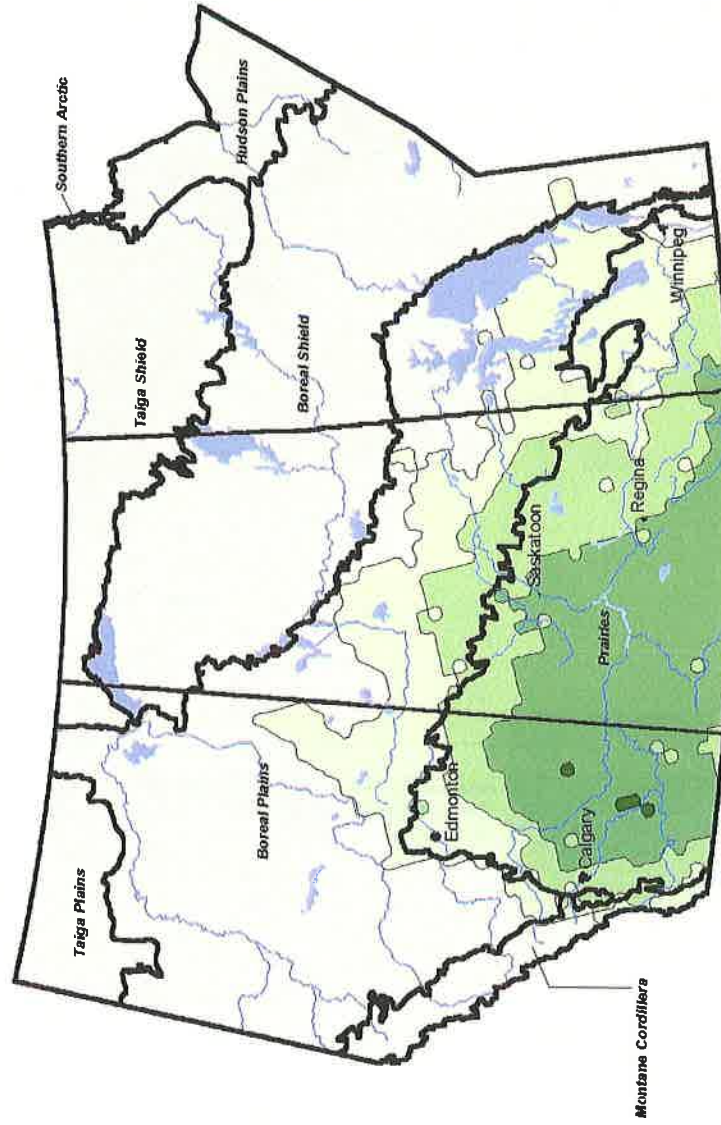 Southern Arctic
Taiga Plains
Taiga Shield
Hudson Plains
Boreal Shield
Boreal Plains
Edmonton
Saskatoon
Prairies
Calgary
Regina
Winnipeg
Montane Cordillera